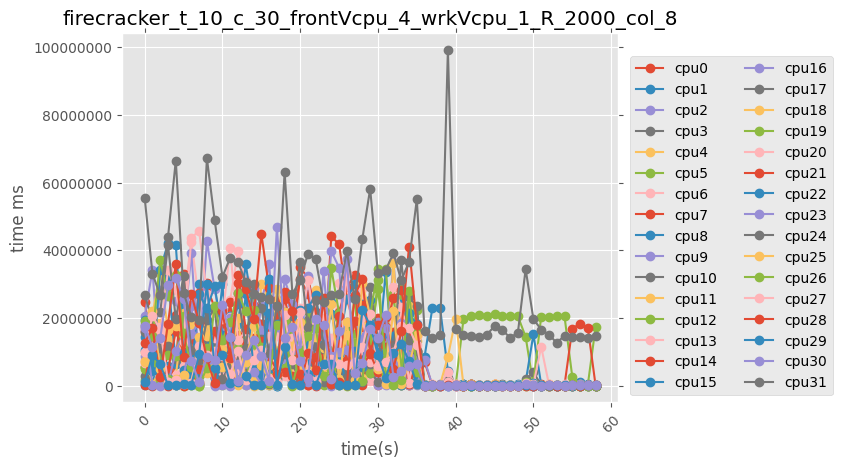 firecracker_t_10_c_30_frontVcpu_4_wrkVcpu_1_R_2000_col_8
time ms
100000000
80000000
60000000
40000000
20000000
0
0
10
20
30
40
50
60
time(s)
cpu0
cpu1
cpu2
cpu3
cpu4
cpu5
cpu6
cpu7
cpu8
cpu9
cpu10
cpu11
cpu12
cpu13
cpu14
cpu15
cpu16
cpu17
cpu18
cpu19
cpu20
cpu21
cpu22
cpu23
cpu24
cpu25
cpu26
cpu27
cpu28
cpu29
cpu30
cpu31